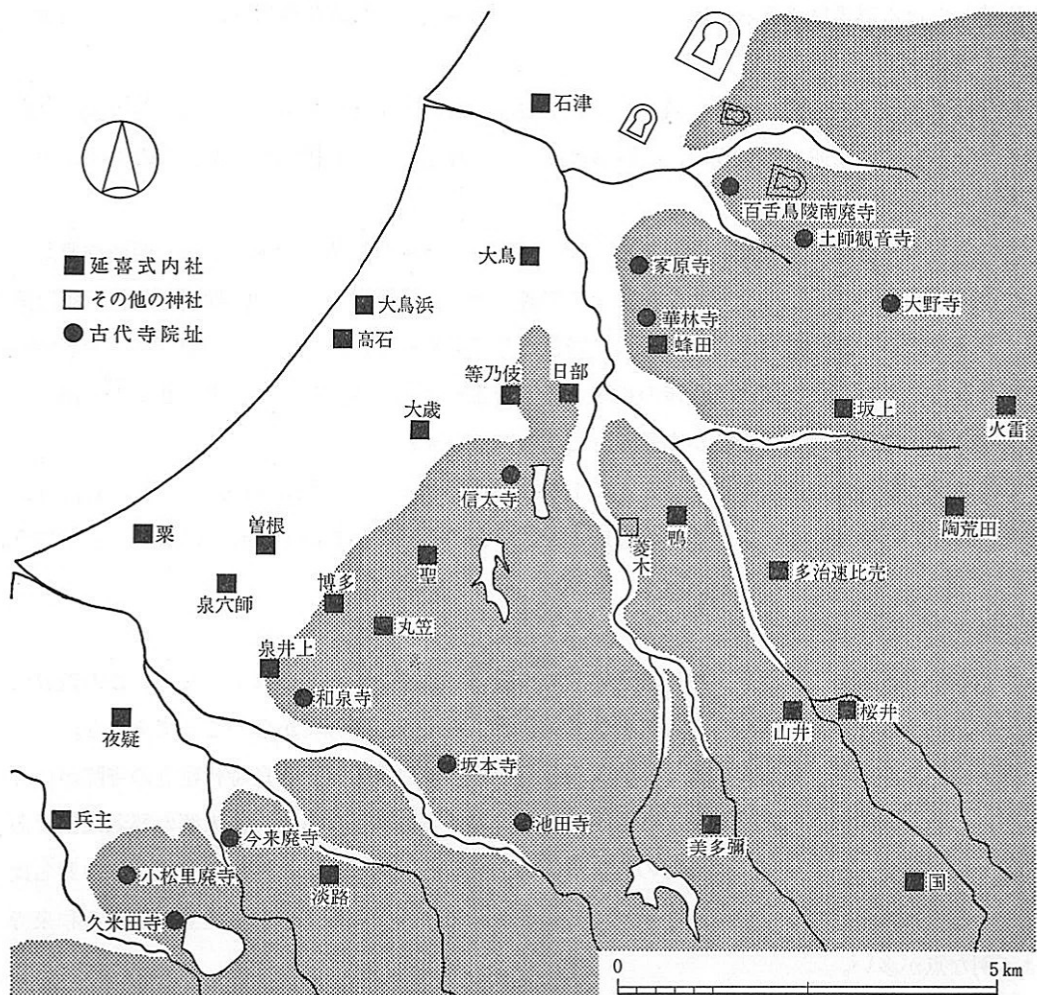 石津
百舌鳥陵南廃寺
土師観音寺
大鳥
家原寺
延喜式内社
その他の神社
古代寺院址
大鳥浜
大野寺
高石
華林寺
蜂田
等乃伎
日部
大歳
坂上
火雷
信太寺
粟
曽根
聖
菱木
鴨
陶荒田
博多
泉穴師
多治速比売
丸笠
泉井上
和泉寺
夜疑
山井
桜井
坂本寺
兵主
今来廃寺
池田寺
美多彌
小松里廃寺
淡路
国
久米田寺
0
5km